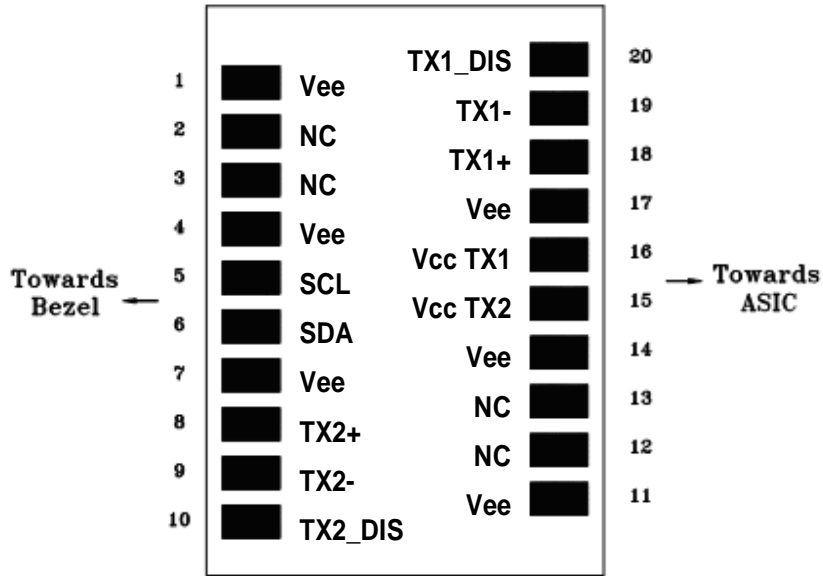 1 Vee
2 NC
3 NC
4 Vee
5 SCL
6 SDA
7 Vee
8 TX2+
9 TX2-
10 TX2_DIS
Towards
Bezel
TX1_DIS 20
TX1- 19
TX1+ 18
Vee 17
Vcc TX1 16
Vcc TX2 15
Vee 14
NC 13
NC 12
Vee 11
Towards
ASIC